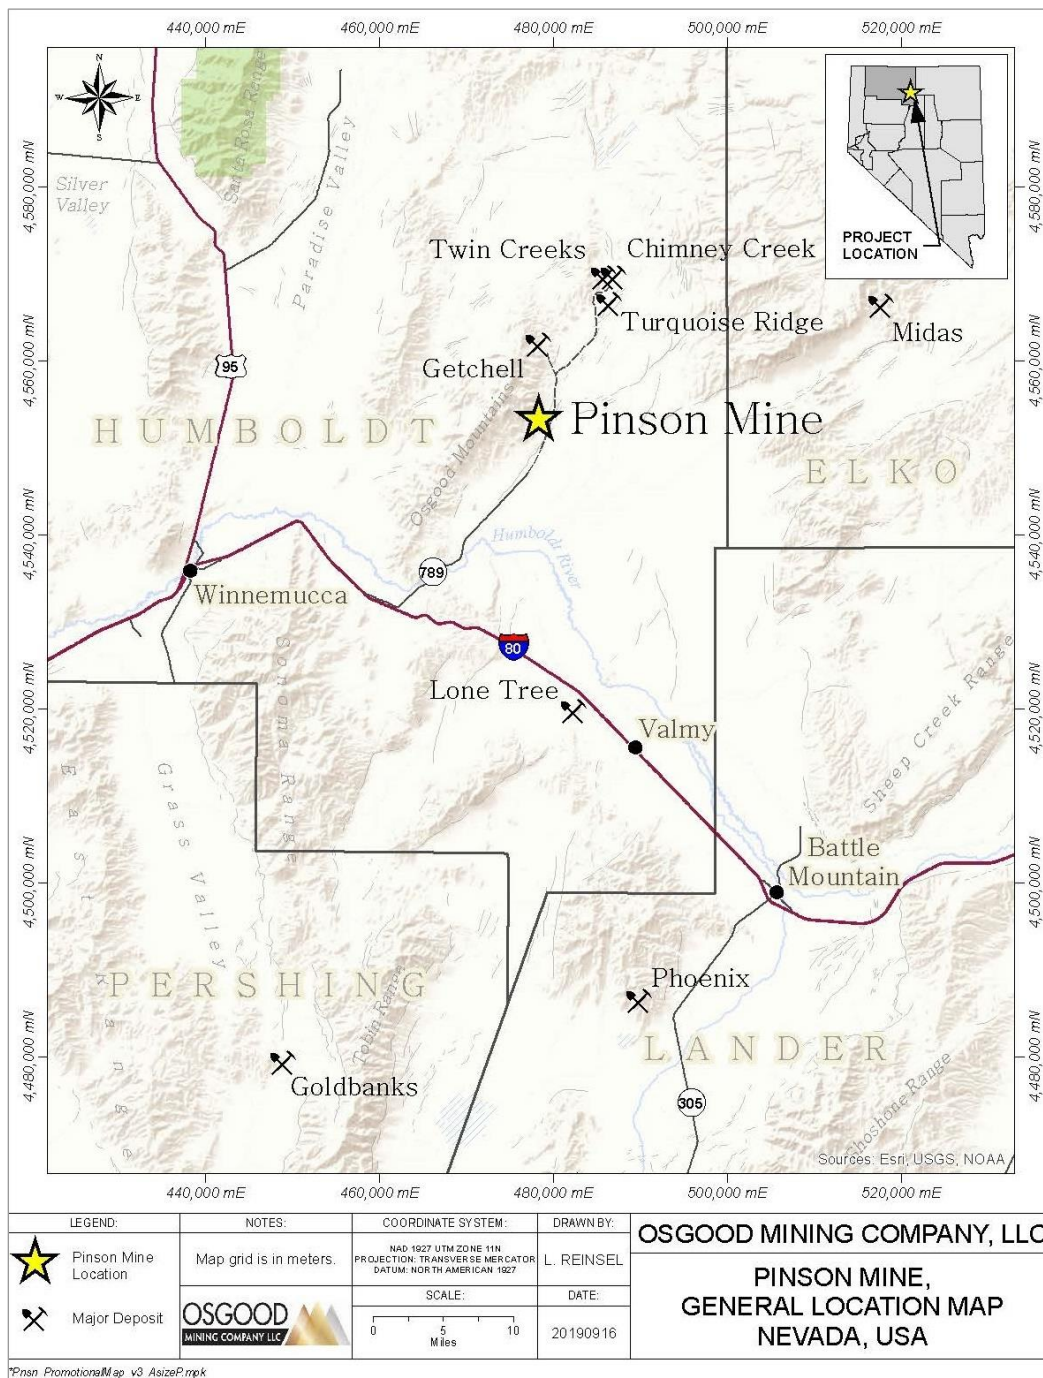 440,000 mE
460,000 mE
480,000 mE
500,000 mE
520,000 mE
N
W
E
S
Santa Rosa Range
Paradise Valley
Silver
Valley
4,580,000 mN
4,580,000 mN
PROJECT
LOCATION
Twin Creeks
Chimney Creek
Turquoise Ridge
Midas
Getchell
95
4,560,000 mN
4,560,000 mN
HUMBOLDT
Osgood Mountains
Pinson Mine
ELKO
4,540,000 mN
4,540,000 mN
Humboldt River
789
Winnemucca
80
Sonoma Range
Lone Tree
Valmy
4,520,000 mN
4,520,000 mN
Sheep Creek Range
East Range
Grass Valley
Battle
Mountain
4,500,000 mN
4,500,000 mN
PERSHING
Tobin Range
Phoenix
LANDER
4,480,000 mN
4,480,000 mN
Goldbanks
305
Shoshone Range
Sources: Esri, USGS, NOAA
440,000 mE
460,000 mE
480,000 mE
500,000 mE
520,000 mE
LEGEND:
Pinson Mine
Location
Major Deposit
NOTES:
Map grid is in meters.
OSGOOD
MINING COMPANY LLC
COORDINATE SYSTEM:
NAD 1927 UTM ZONE 11N
PROJECTION: TRANSVERSE MERCATOR
DATUM: NORTH AMERICAN 1927
SCALE:
0 5 10
Miles
DRAWN BY:
L. REINSEL
DATE:
20190916
OSGOOD MINING COMPANY, LLC
PINSON MINE,
GENERAL LOCATION MAP
NEVADA, USA
*Pnsn_PromotionalMap_v3_AsizeP.mpk